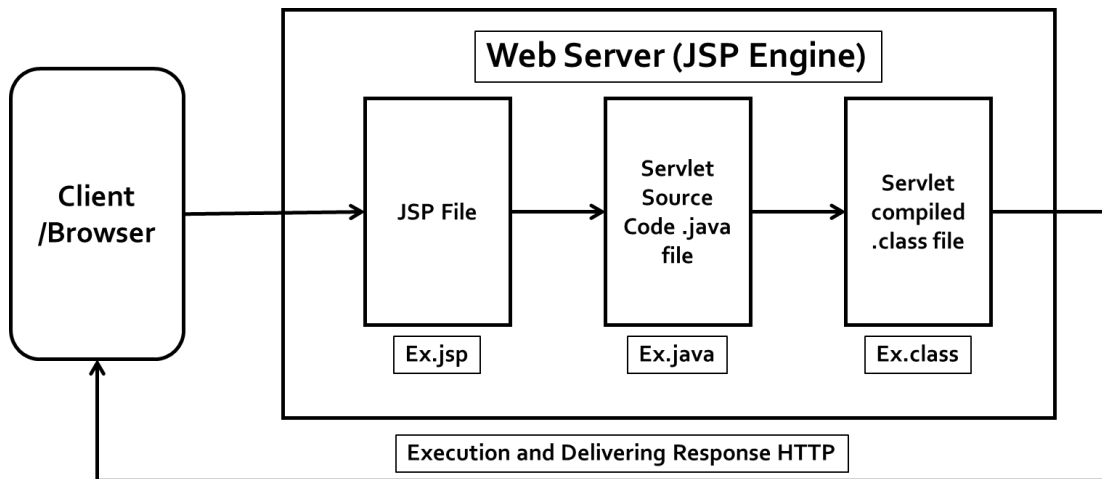 Web Server (JSP Engine)
Client
/Browser
JSP File
Servlet
Source
Code .java
file
Servlet
compiled
.class file
Ex.jsp
Ex.java
Ex.class
Execution and Delivering Response HTTP